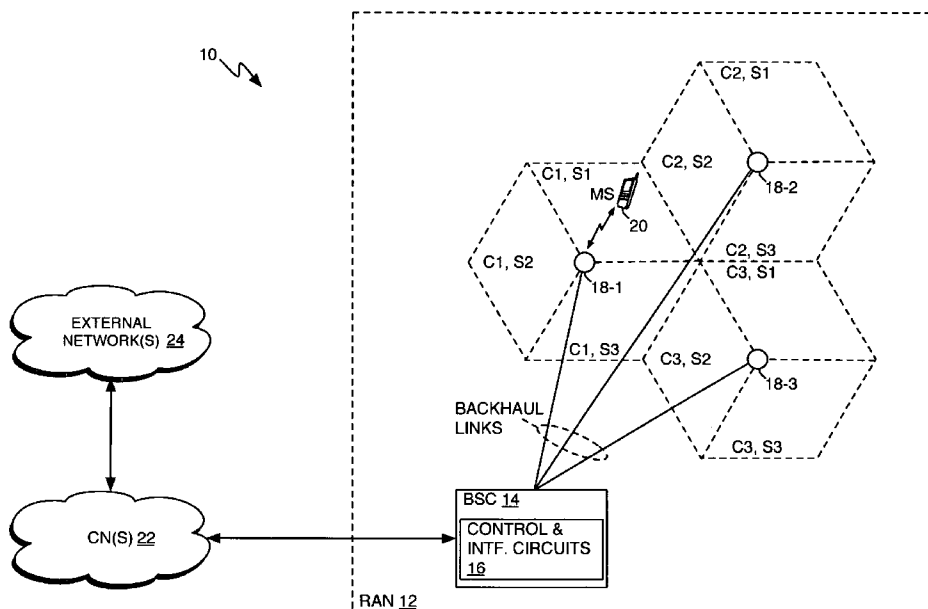 10
C2, S1
C1, S1
C2, S2
MS
20
18-2
C1, S2
18-1
C2, S3
C3, S1
EXTERNAL
NETWORK(S) 24
C1, S3
C3, S2
18-3
BACKHAUL
LINKS
C3, S3
BSC 14
CN(S) 22
CONTROL &
INTF. CIRCUITS
16
RAN 12